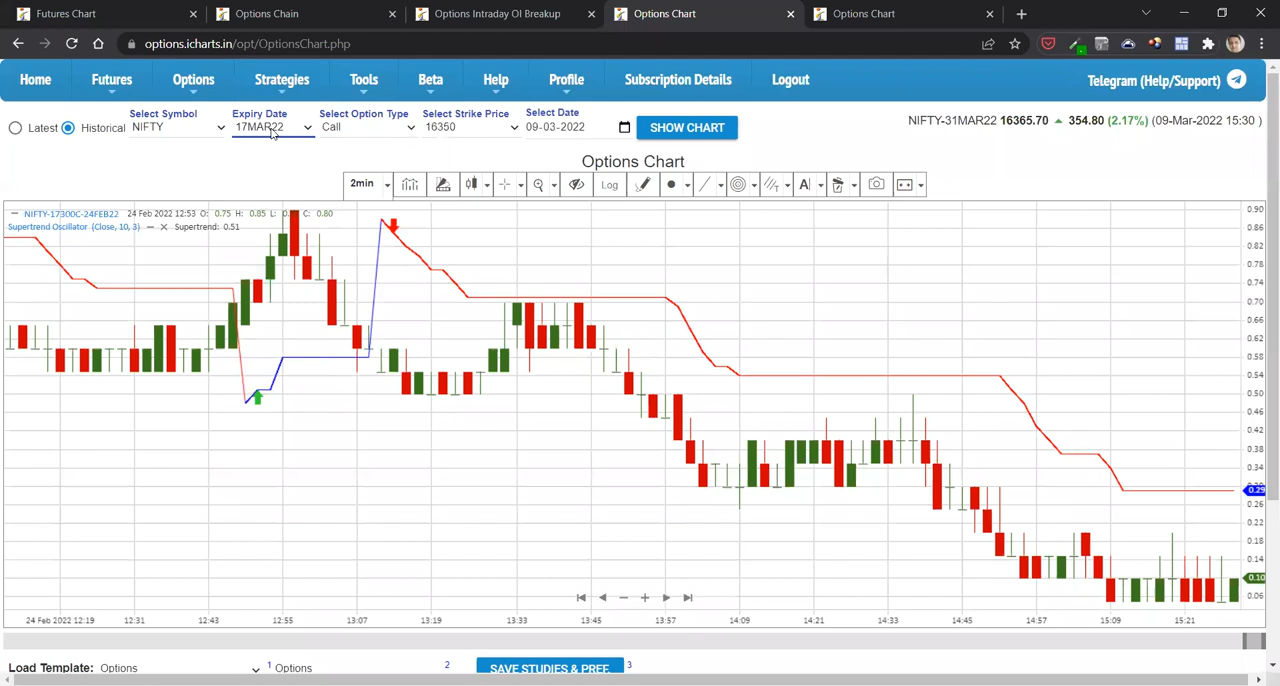 Futures Chart
Options Chain
Options Intraday OI Breakup
Options Chart
Options Chart
options.icharts.in/opt/OptionsChart.php
Home
Futures
Options
Strategies
Tools
Beta
Help
Profile
Subscription Details
Logout
Telegram (Help/Support)
Latest
Historical
Select Symbol
NIFTY
Expiry Date
17MAR22
Select Option Type
Call
Select Strike Price
16350
Select Date
09-03-2022
SHOW CHART
NIFTY-31MAR22 16365.70 354.80 (2.17%) (09-Mar-2022 15:30 )
Options Chart
2min
Log
A
NIFTY-17300C-24FEB22 24 Feb 2022 12:53 O: 0.75 H: 0.85 L: C: 0.80
Supertrend Oscillator (Close, 10, 3) Supertrend: 0.51
0.90
0.86
0.82
0.78
0.74
0.70
0.66
0.62
0.58
0.54
0.50
0.46
0.42
0.38
0.34
0.29
0.26
0.22
0.18
0.14
0.10
0.06
24 Feb 2022 12:19
12:31
12:43
12:55
13:07
13:19
13:33
13:45
13:57
14:09
14:21
14:33
14:45
14:57
15:09
15:21
Load Template: Options
1
Options
2
SAVE STUDIES & PREF.
3